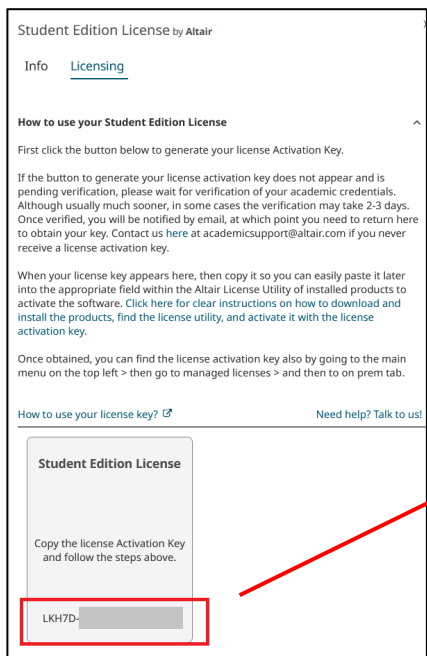 Student Edition License by Altair
Info Licensing
How to use your Student Edition License
First click the button below to generate your license Activation Key.
If the button to generate your license activation key does not appear and is
pending verification, please wait for verification of your academic credentials.
Although usually much sooner, in some cases the verification may take 2-3 days.
Once verified, you will be notified by email, at which point you need to return here
to obtain your key. Contact us here at academicsupport@altair.com if you never
receive a license activation key.
When your license key appears here, then copy it so you can easily paste it later
into the appropriate field within the Altair License Utility of installed products to
activate the software. Click here for clear instructions on how to download and
install the products, find the license utility, and activate it with the license
activation key.
Once obtained, you can find the license activation key also by going to the main
menu on the top left > then go to managed licenses > and then to on prem tab.
How to use your license key? Need help? Talk to us!
Student Edition License
Copy the license Activation Key
and follow the steps above.
LKH7D-